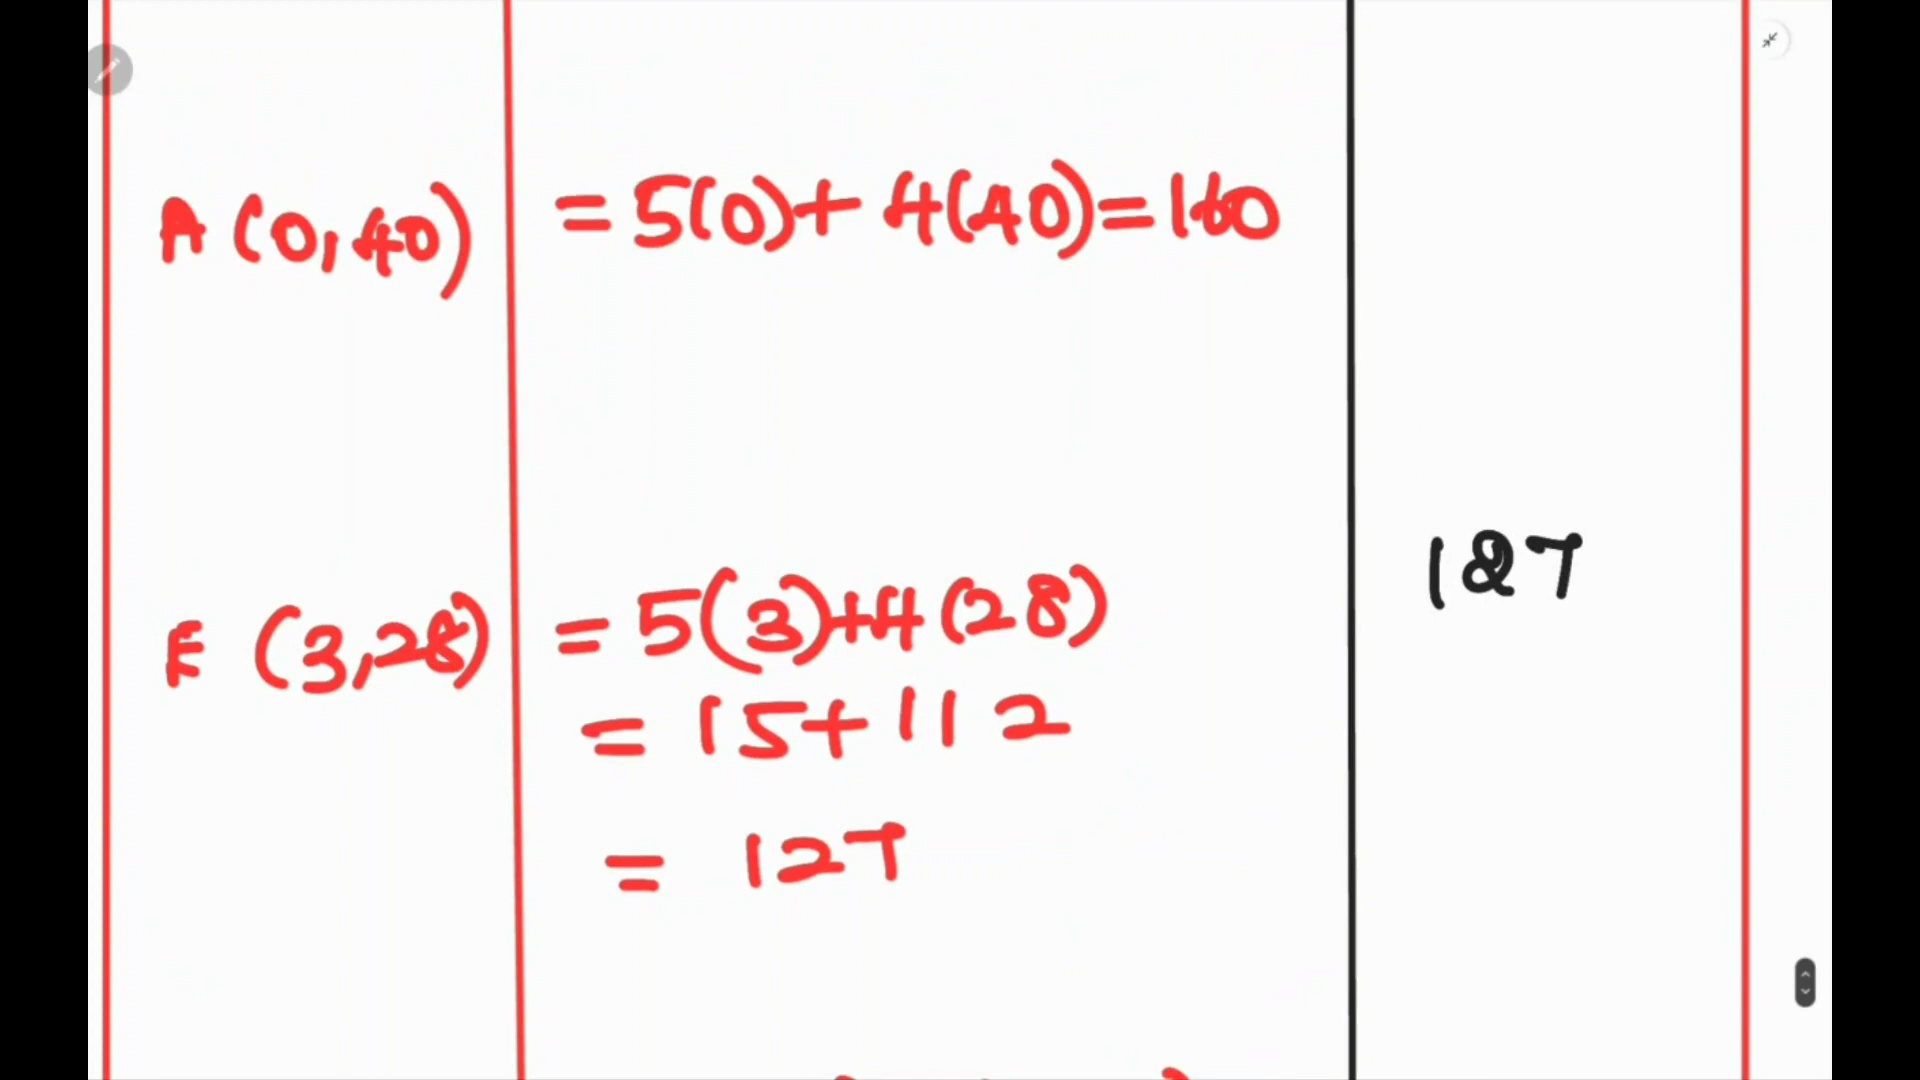 A (0,40) = 5(0)+4(40)=160
127
E (3,28) = 5(3)+4(28)
= 15+112
= 127